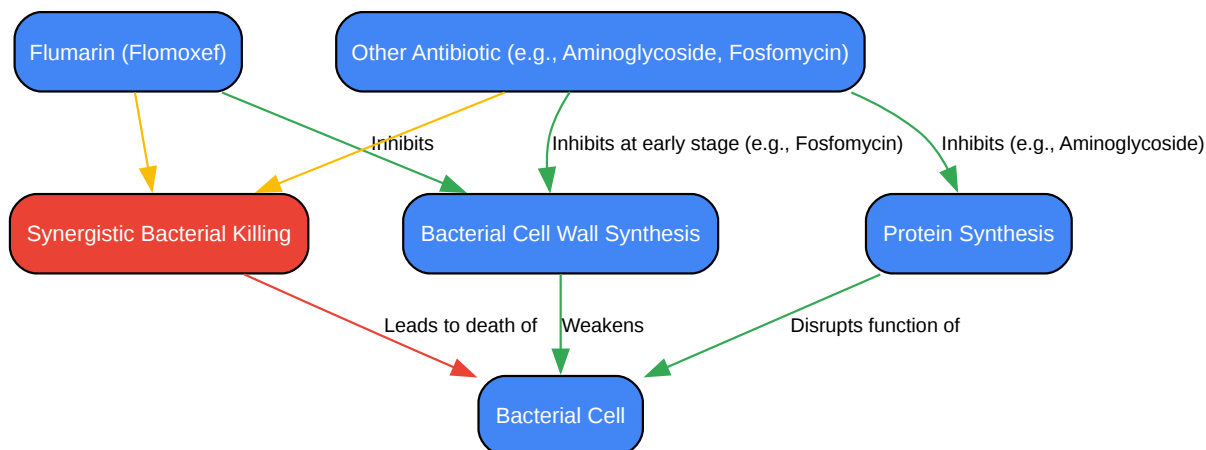 Flumarin (Flomoxef)
Other Antibiotic (e.g., Aminoglycoside, Fosfomycin)
Inhibits
Inhibits at early stage (e.g., Fosfomycin)
Inhibits (e.g., Aminoglycoside)
Synergistic Bacterial Killing
Bacterial Cell Wall Synthesis
Protein Synthesis
Leads to death of
Weakens
Disrupts function of
Bacterial Cell